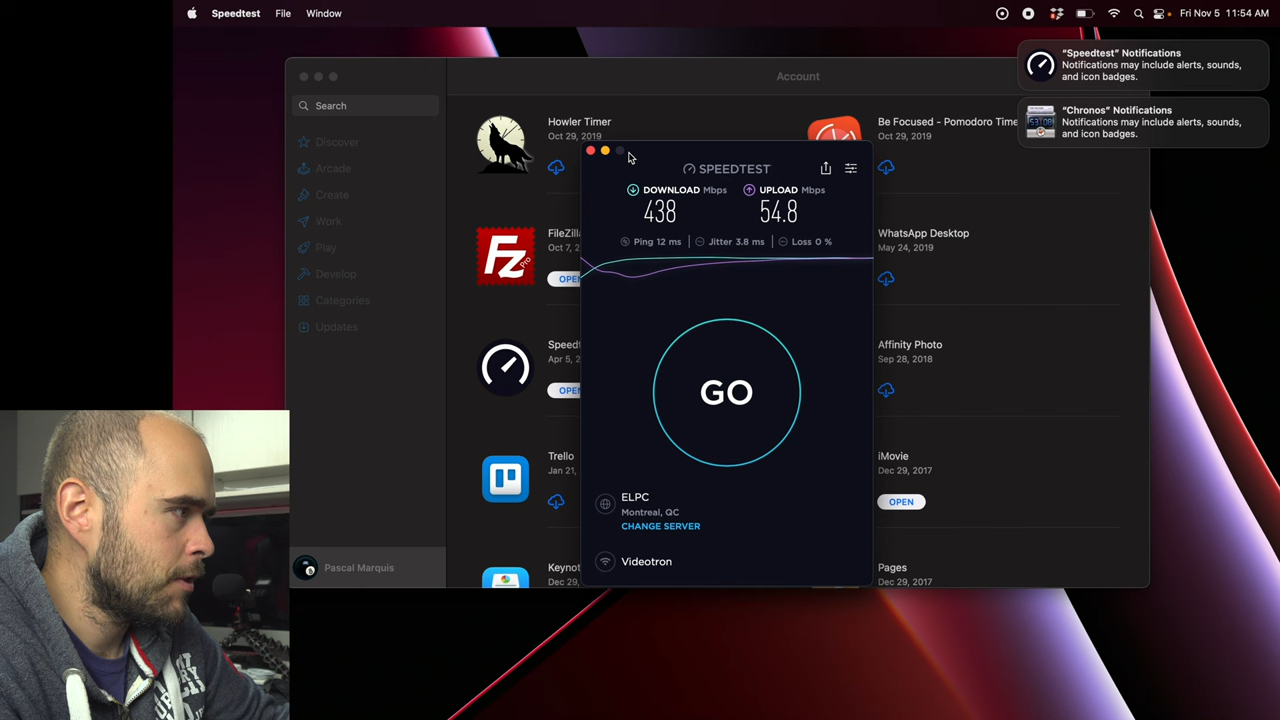 Speedtest File Window
Fri Nov 5 11:54 AM
"Speedtest" Notifications
Notifications may include alerts, sounds,
and icon badges.
"Chronos" Notifications
Notifications may include alerts, sounds,
and icon badges.
Account
Search
Discover
Arcade
Create
Work
Play
Develop
Categories
Updates
Pascal Marquis
Howler Timer
Oct 29, 2019
Be Focused - Pomodoro Time
Oct 29, 2019
FileZilla
Oct 7, 2
OPEN
Fz
Pro
WhatsApp Desktop
May 24, 2019
Speedt
Apr 5, 2
OPEN
Affinity Photo
Sep 28, 2018
Trello
Jan 21,
iMovie
Dec 29, 2017
OPEN
Keyno
Dec 29,
Pages
Dec 29, 2017
SPEEDTEST
DOWNLOAD Mbps UPLOAD Mbps
438 54.8
Ping 12 ms Jitter 3.8 ms Loss 0 %
GO
ELPC
Montreal, QC
CHANGE SERVER
Videotron